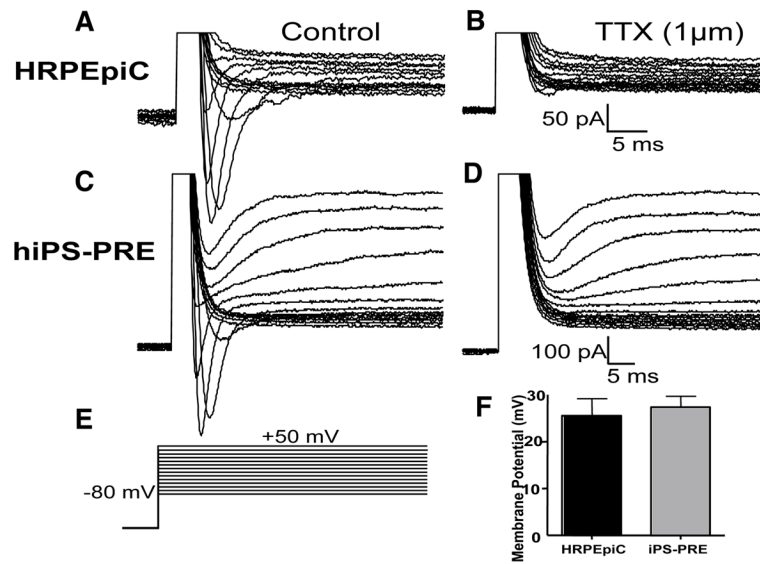 A
Control
B
TTX (1µm)
HRPEpiC
50 pA
5 ms
C
D
hiPS-PRE
100 pA
5 ms
E
+50 mV
-80 mV
F
Membrane Potential (mV)
30
20
10
0
HRPEpiC
iPS-PRE